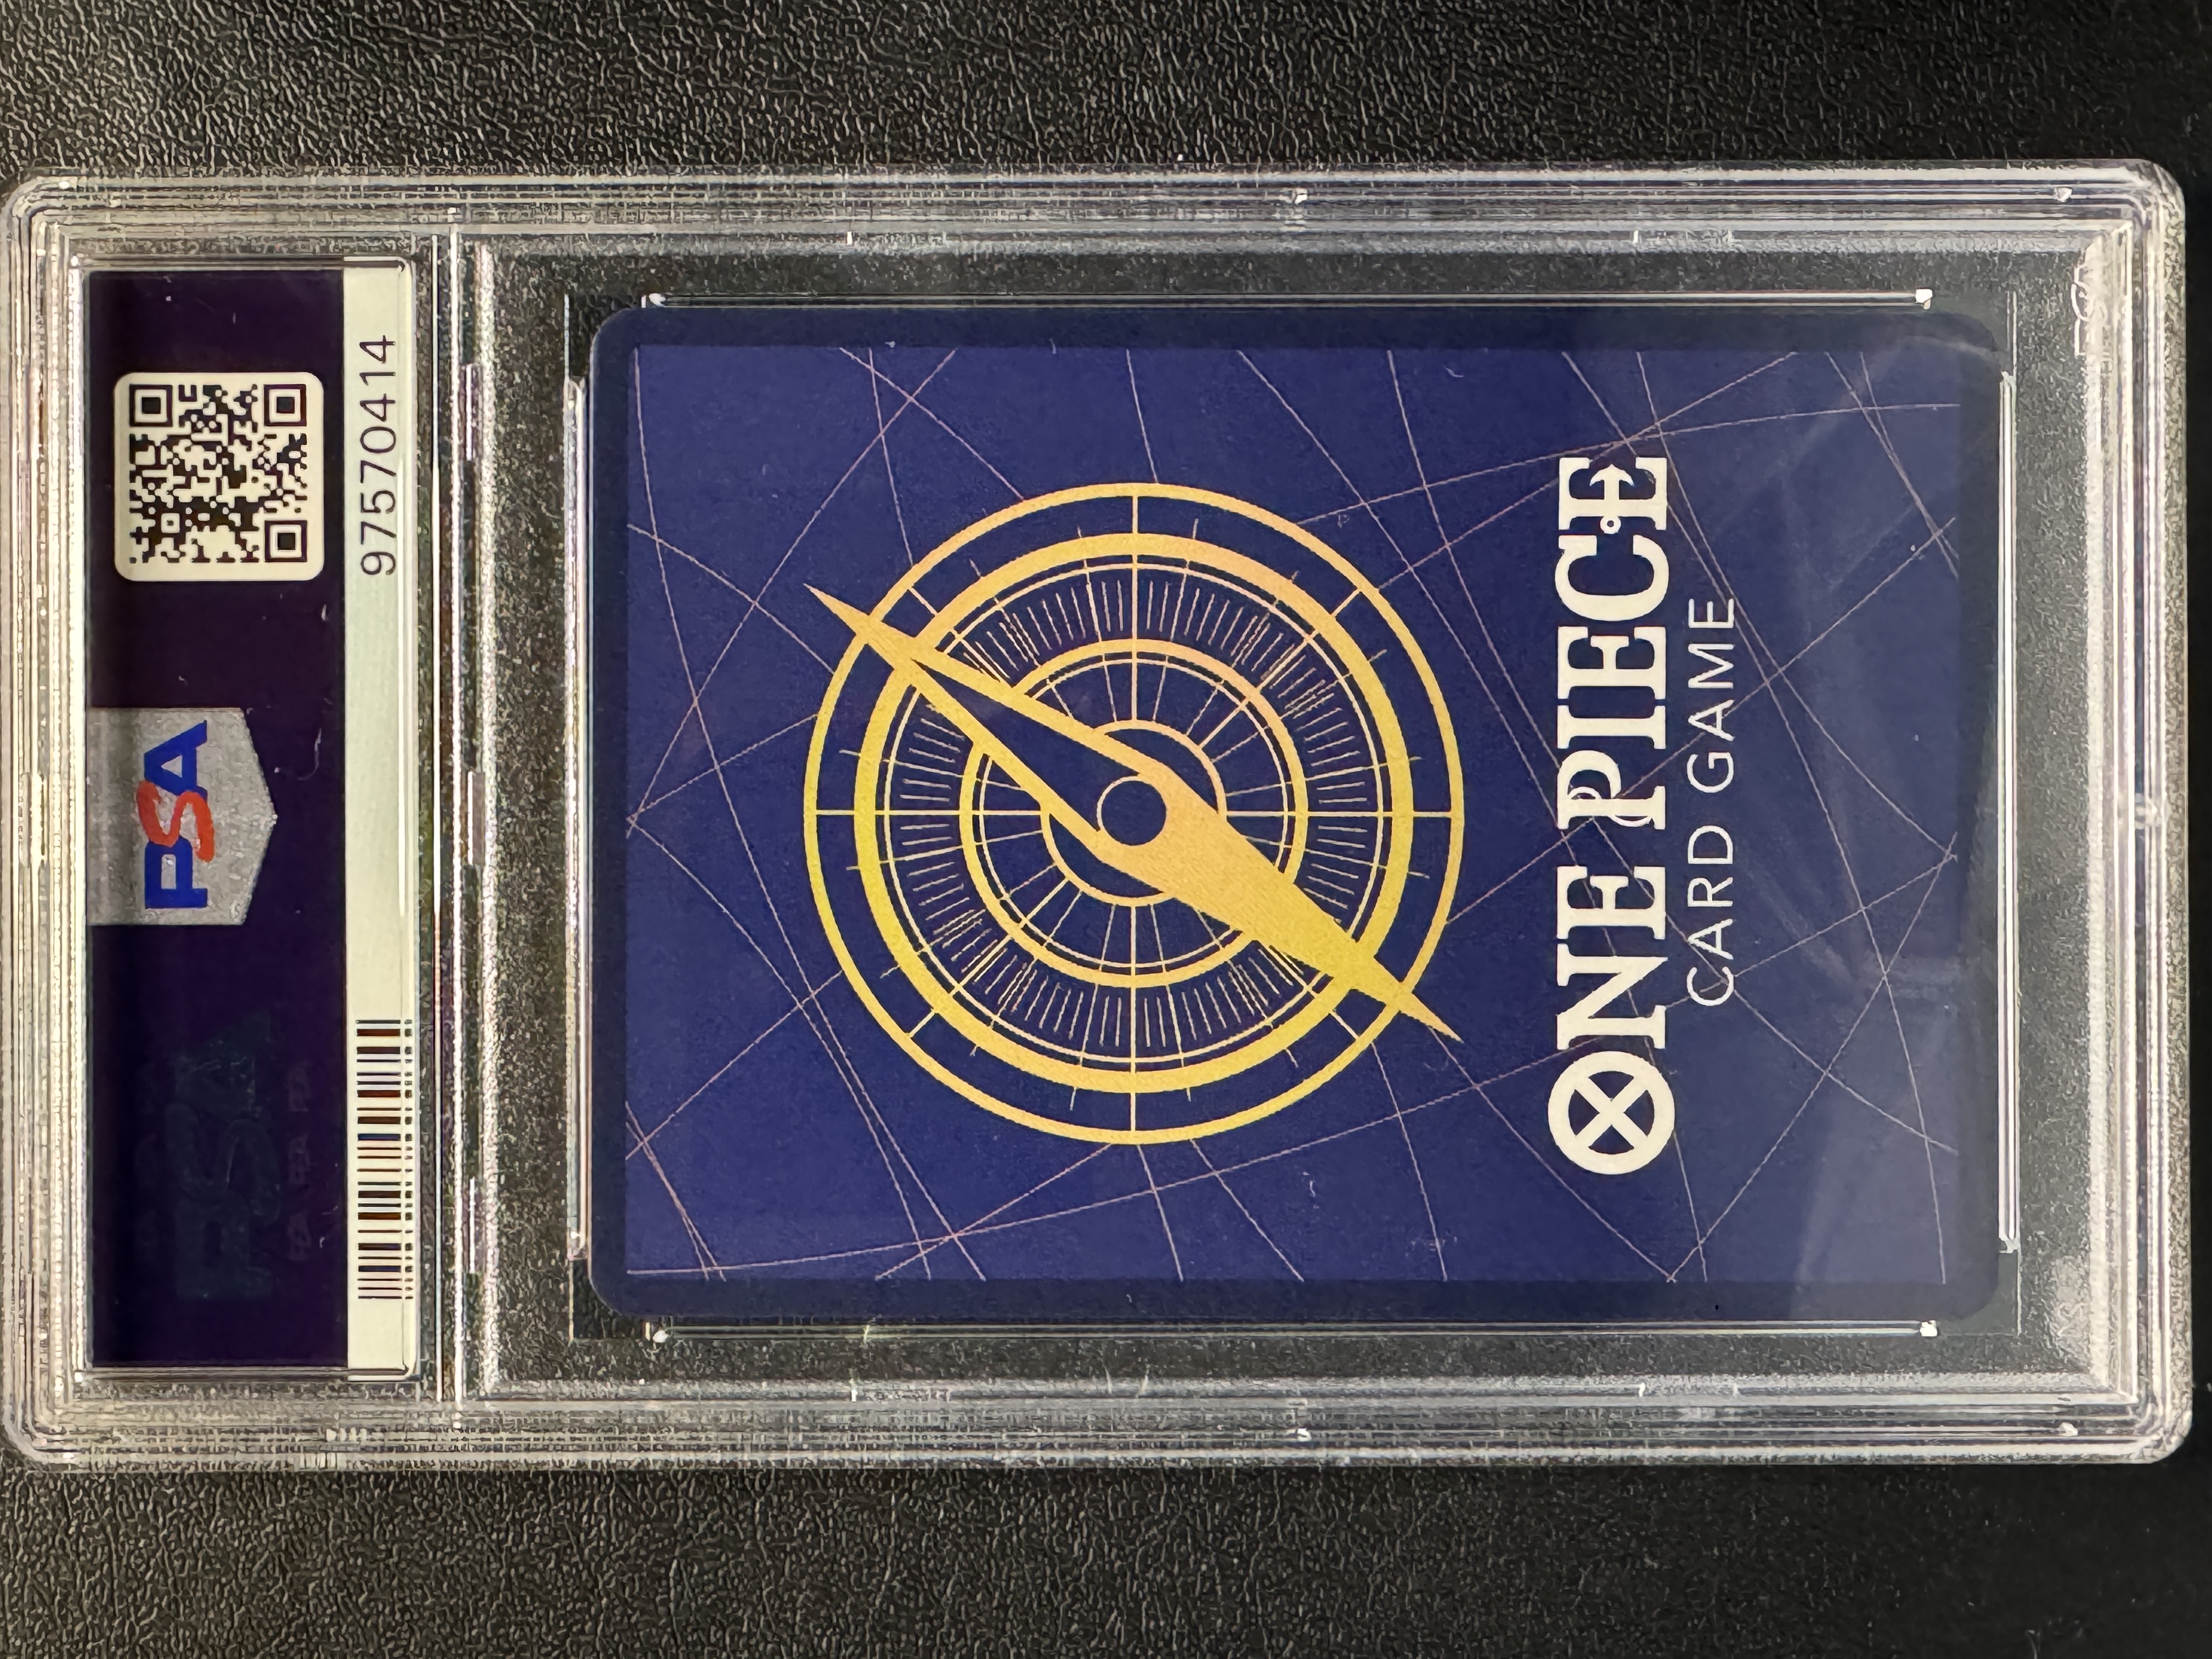 PSA
97570414
ONE PIECE
CARD GAME